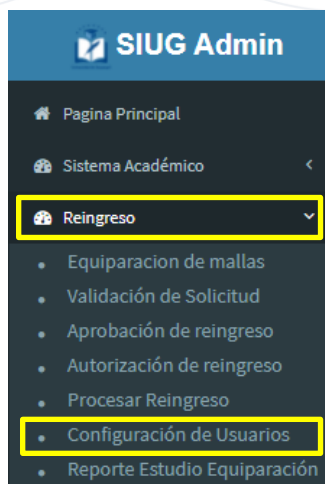 SIUG Admin
Pagina Principal
Sistema Académico
Reingreso
Equiparacion de mallas
Validación de Solicitud
Aprobación de reingreso
Autorización de reingreso
Procesar Reingreso
Configuración de Usuarios
Reporte Estudio Equiparación